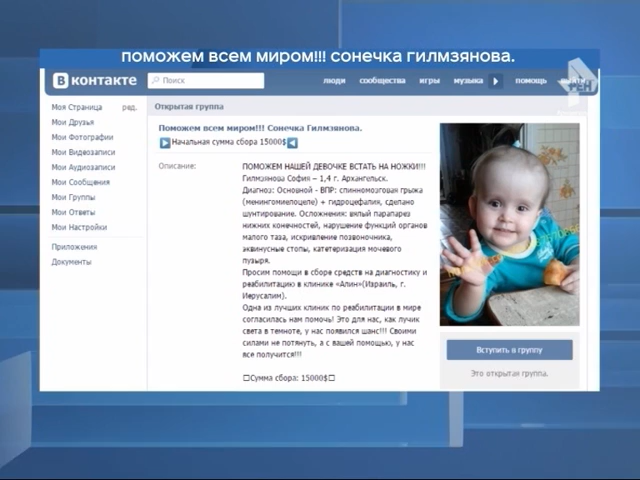 ПОМОЖЕМ ВСЕМ МИРОМ!!! СОНЕЧКА ГИЛМЗЯНОВА.
В контакте
Поиск
люди сообщества игры музыка помощь выйти
РЕН
Моя Страница ред.
Мои Друзья
Мои Фотографии
Мои Видеозаписи
Мои Аудиозаписи
Мои Сообщения
Мои Группы
Мои Ответы
Мои Настройки
Приложения
Документы
Открытая группа
Поможем всем миром!!! Сонечка Гилмзянова.
Начальная сумма сбора 15000$
Описание:
ПОМОЖЕМ НАШЕЙ ДЕВОЧКЕ ВСТАТЬ НА НОЖКИ!!!
Гилмзянова София – 1,4 г. Архангельск.
Диагноз: Основной - ВПР: спинномозговая грыжа
(менингомиелоцеле) + гидроцефалия, сделано
шунтирование. Осложнения: вялый парапарез
нижних конечностей, нарушение функций органов
малого таза, искривление позвоночника,
эквинусные стопы, катетеризация мочевого
пузыря.
Просим помощи в сборе средств на диагностику и
реабилитацию в клинике «Алин»(Израиль, г.
Иерусалим).
Одна из лучших клиник по реабилитации в мире
согласилась нам помочь! Это для нас, как лучик
света в темноте, у нас появился шанс!!! Своими
силами не потянуть, а с вашей помощью, у нас
все получится!!!
Сумма сбора: 15000$
Вступить в группу
Это открытая группа.